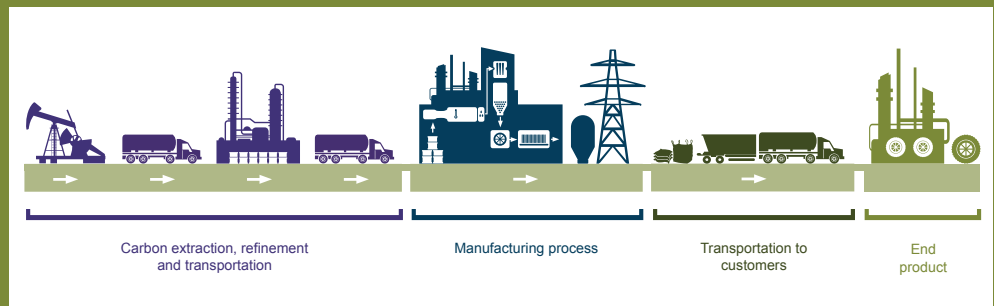 Carbon extraction, refinement
and transportation
Manufacturing process
Transportation to
customers
End
product